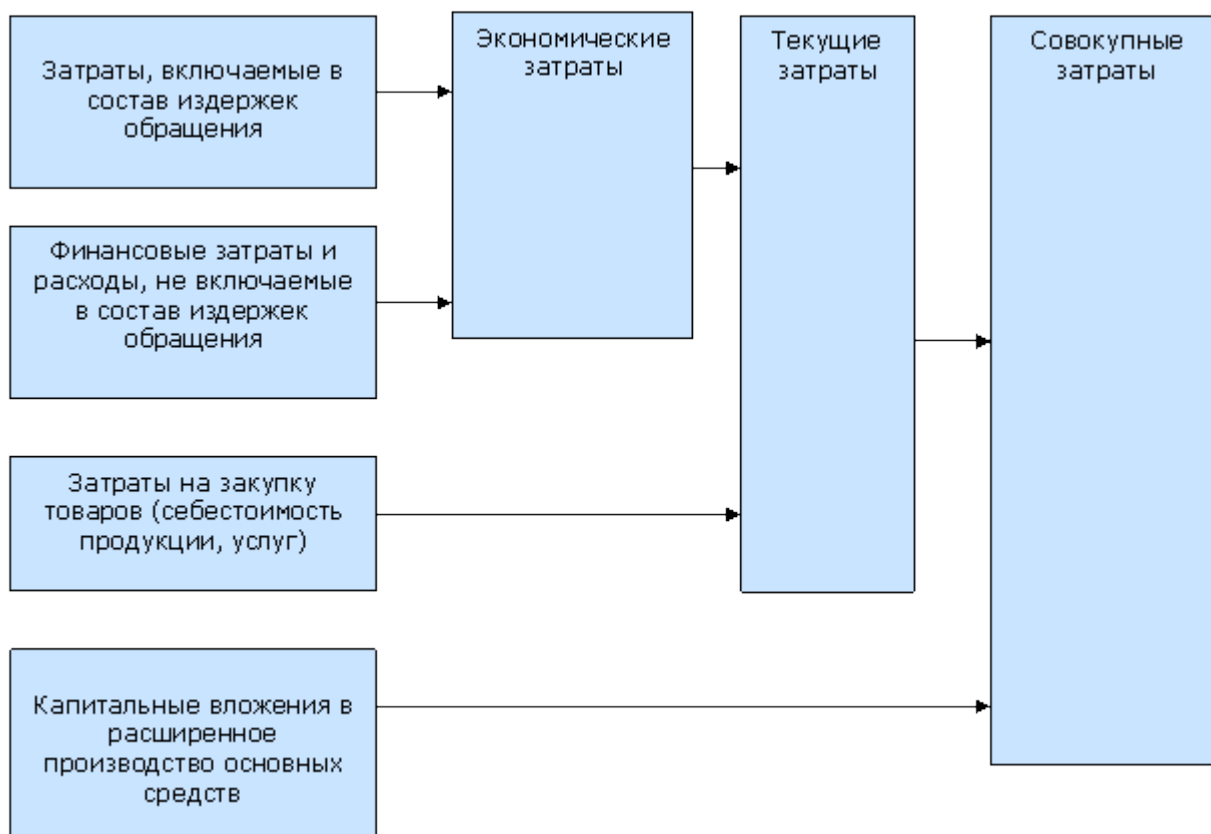 Затраты, включаемые в
состав издержек
обращения
Экономические
затраты
Текущие
затраты
Совокупные
затраты
Финансовые затраты и
расходы, не включаемые
в состав издержек
обращения
Затраты на закупку
товаров (себестоимость
продукции, услуг)
Капитальные вложения в
расширенное
производство основных
средств